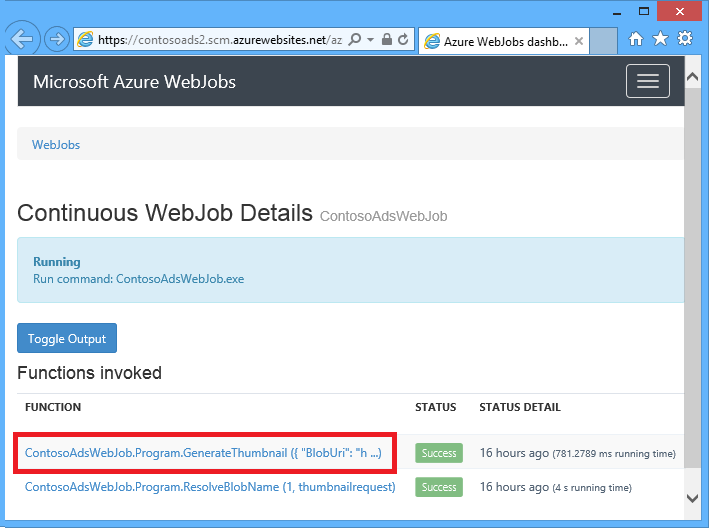 https://contosoads2.scm.azurewebsites.net/az
Azure WebJobs dashb...
Microsoft Azure WebJobs
WebJobs
Continuous WebJob Details ContosoAdsWebJob
Running
Run command: ContosoAdsWebJob.exe
Toggle Output
Functions invoked
FUNCTION STATUS STATUS DETAIL
ContosoAdsWebJob.Program.GenerateThumbnail ({ "BlobUri": "h ...) Success 16 hours ago (781.2789 ms running time)
ContosoAdsWebJob.Program.ResolveBlobName (1, thumbnailrequest) Success 16 hours ago (4 s running time)